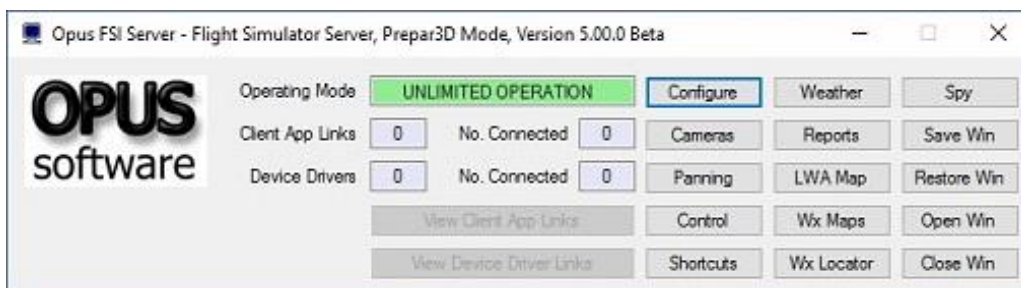 Opus FSI Server - Flight Simulator Server, Prepar3D Mode, Version 5.00.0 Beta
OPUS
software
Operating Mode UNLIMITED OPERATION Configure Weather Spy
Client App Links 0 No. Connected 0 Cameras Reports Save Win
Device Drivers 0 No. Connected 0 Panning LWA Map Restore Win
View Client App Links Control Wx Maps Open Win
View Device Driver Links Shortcuts Wx Locator Close Win